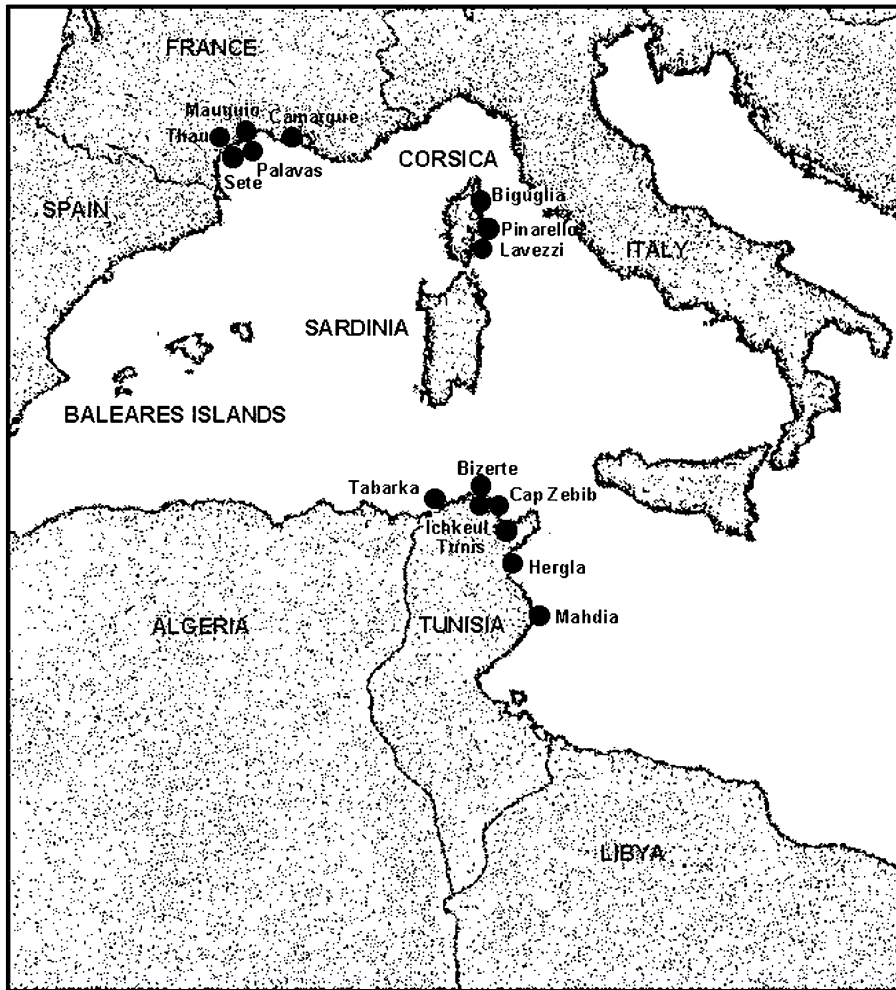 FRANCE
Mauguio
Camargue
Thau
Palavas
Sete
CORSICA
Biguglia
SPAIN
Pinarello
Lavezzi
ITALY
SARDINIA
BALEARES ISLANDS
Bizerte
Tabarka
Cap Zebib
Ichkeul
Tunis
Hergla
ALGERIA
TUNISIA
Mahdia
LIBYA